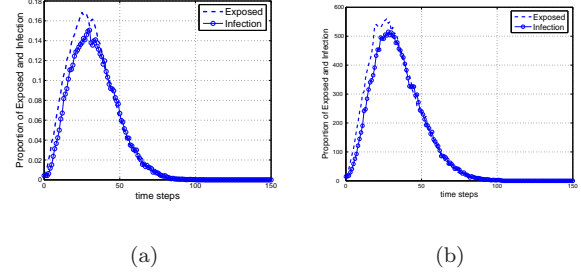 0.18
0.16
0.14
0.12
0.1
0.08
0.06
0.04
0.02
0
Proportion of Exposed and Infection
Exposed
Infection
0 50 100 150
time steps
(a)
600
500
400
300
200
100
0
Proportion of Exposed and Infection
Exposed
Infection
0 50 100 150
time steps
(b)